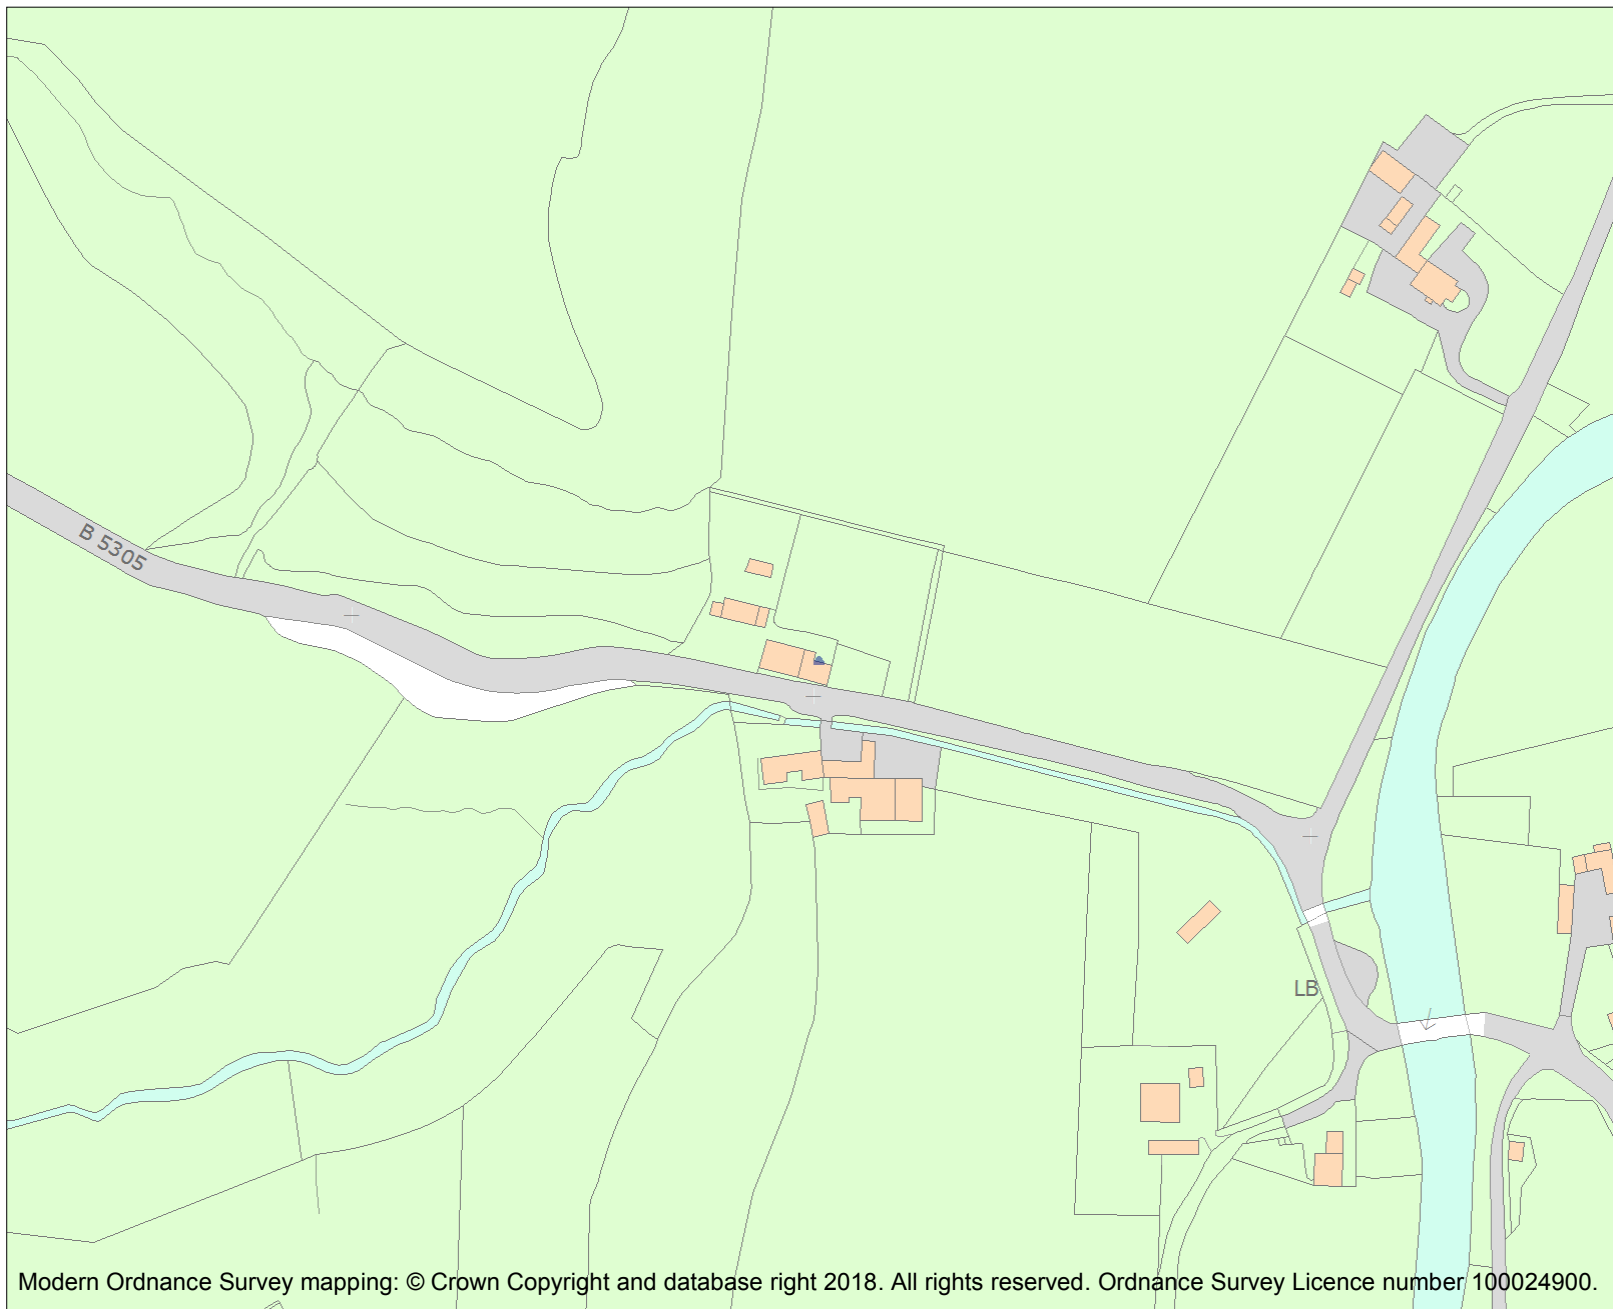 B 5305
LB
Modern Ordnance Survey mapping: © Crown Copyright and database right 2018. All rights reserved. Ordnance Survey Licence number 100024900.